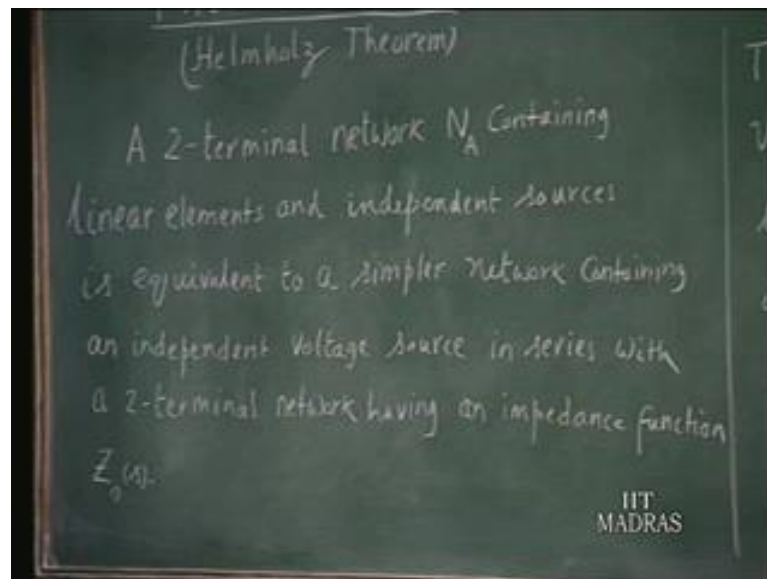 (Helmholz Theorem)
A 2-terminal network N_A Containing
linear elements and independent sources
is equivalent to a simpler network Containing
an independent voltage source in series with
a 2-terminal network having an impedance function
Z_0(s).
IIT
MADRAS